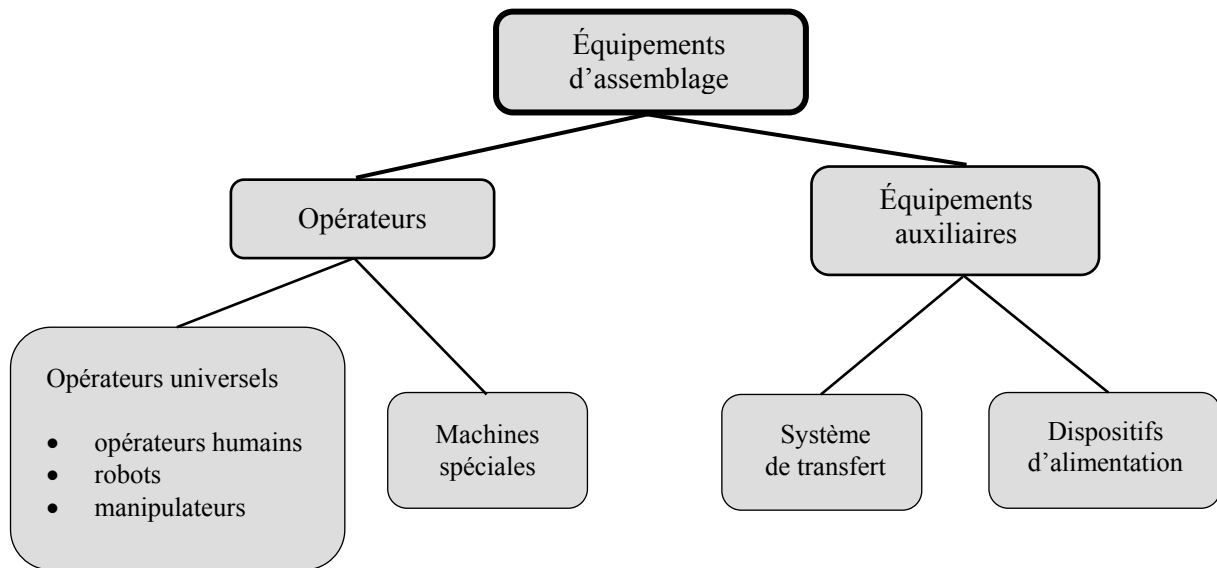 Équipements
d’assemblage
Opérateurs
Équipements
auxiliaires
Opérateurs universels
• opérateurs humains
• robots
• manipulateurs
Machines
spéciales
Système
de transfert
Dispositifs
d’alimentation